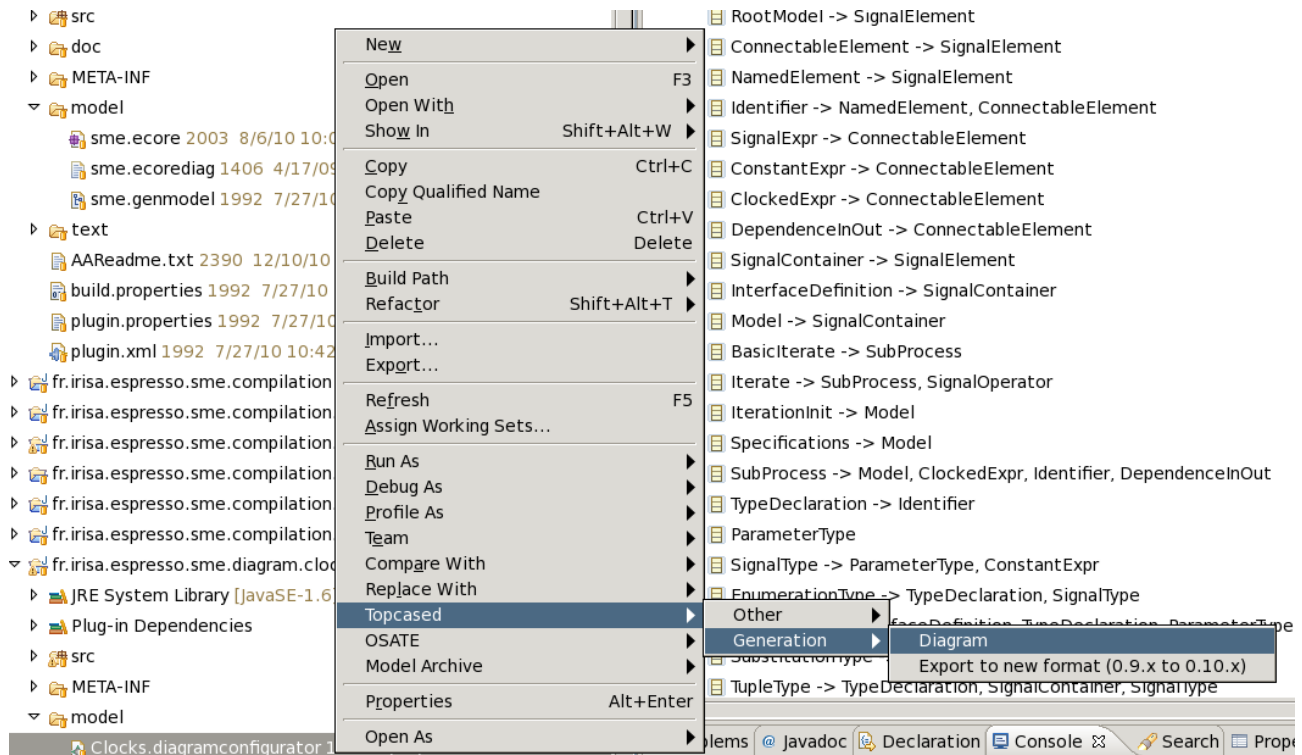 src
doc
META-INF
model
sme.ecore 2003 8/6/10 10:0
sme.ecorediag 1406 4/17/09
sme.genmodel 1992 7/27/10
text
AAReadme.txt 2390 12/10/10
build.properties 1992 7/27/10
plugin.properties 1992 7/27/10
plugin.xml 1992 7/27/10 10:42
fr.irisa.espresso.sme.compilation
fr.irisa.espresso.sme.compilation.
fr.irisa.espresso.sme.compilation.
fr.irisa.espresso.sme.compilation.
fr.irisa.espresso.sme.compilation.
fr.irisa.espresso.sme.compilation.
fr.irisa.espresso.sme.diagram.cloc
JRE System Library [JavaSE-1.6]
Plug-in Dependencies
src
META-INF
model
Clocks.diagramconfigurator 1
New
Open F3
Open With
Show In Shift+Alt+W
Copy Ctrl+C
Copy Qualified Name
Paste Ctrl+V
Delete Delete
Build Path
Refactor Shift+Alt+T
Import...
Export...
Refresh F5
Assign Working Sets...
Run As
Debug As
Profile As
Team
Compare With
Replace With
Topcased
OSATE
Model Archive
Properties Alt+Enter
Open As
Other
Generation
Diagram
Export to new format (0.9.x to 0.10.x)
RootModel -> SignalElement
ConnectableElement -> SignalElement
NamedElement -> SignalElement
Identifier -> NamedElement, ConnectableElement
SignalExpr -> ConnectableElement
ConstantExpr -> ConnectableElement
ClockedExpr -> ConnectableElement
DependenceInOut -> ConnectableElement
SignalContainer -> SignalElement
InterfaceDefinition -> SignalContainer
Model -> SignalContainer
BasicIterate -> SubProcess
Iterate -> SubProcess, SignalOperator
IterationInit -> Model
Specifications -> Model
SubProcess -> Model, ClockedExpr, Identifier, DependenceInOut
TypeDeclaration -> Identifier
ParameterType
SignalType -> ParameterType, ConstantExpr
EnumerationType -> TypeDeclaration, SignalType
faceDefinition, TypeDeclaration, ParameterType
SubstitutionType
TupleType -> TypeDeclaration, SignalContainer, SignalType
blems @ Javadoc Declaration Console Search Prope